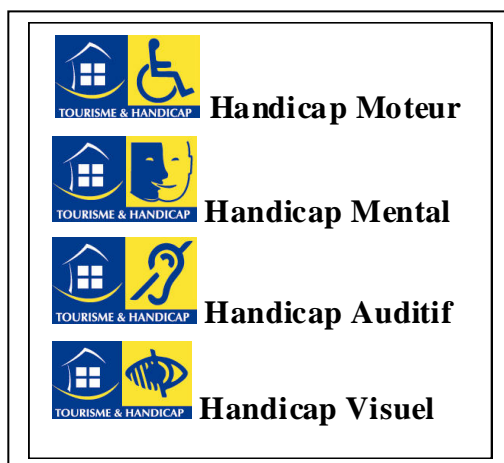 TOURISME & HANDICAP
Handicap Moteur
TOURISME & HANDICAP
Handicap Mental
TOURISME & HANDICAP
Handicap Auditif
TOURISME & HANDICAP
Handicap Visuel